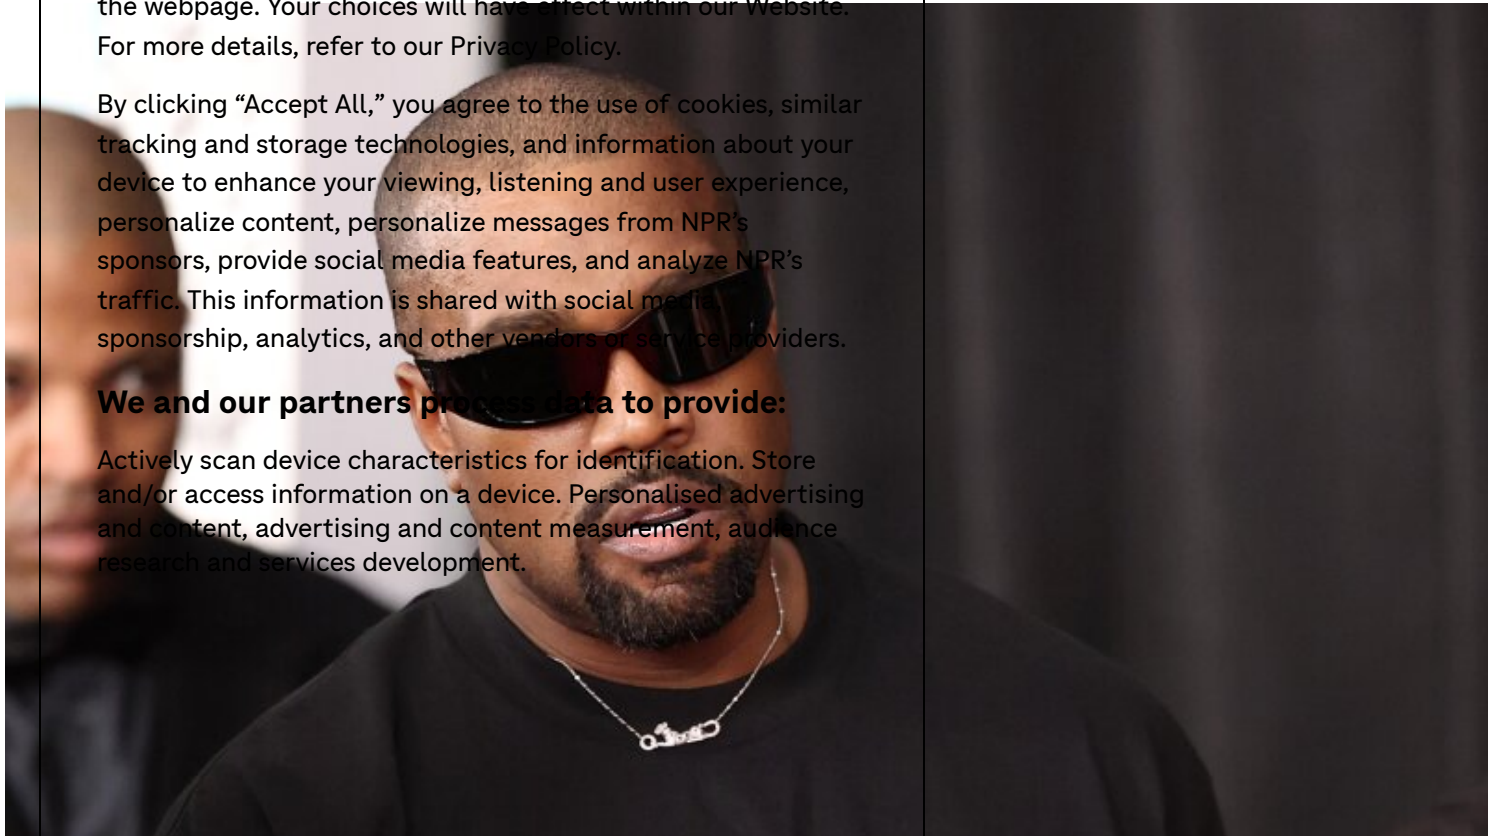 the webpage. Your choices will have effect within our Website.
For more details, refer to our Privacy Policy.
By clicking “Accept All,” you agree to the use of cookies, similar
tracking and storage technologies, and information about your
device to enhance your viewing, listening and user experience,
personalize content, personalize messages from NPR’s
sponsors, provide social media features, and analyze NPR’s
traffic. This information is shared with social media,
sponsorship, analytics, and other vendors or service providers.
We and our partners process data to provide:
Actively scan device characteristics for identification. Store
and/or access information on a device. Personalised advertising
and content, advertising and content measurement, audience
research and services development.